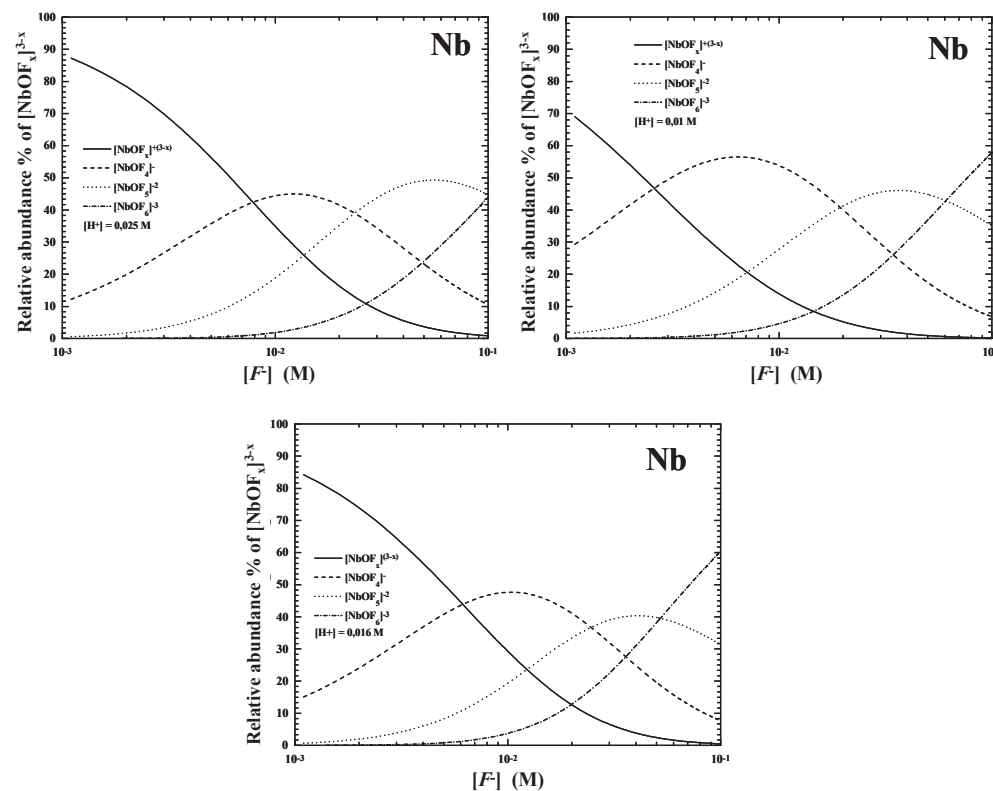 Nb
Relative abundance % of [NbOFₓ]³⁻ˣ
100
90
80
70
60
50
40
30
20
10
0
[NbOFₓ]⁺⁽³⁻ˣ⁾
[NbOF₄]⁻
[NbOF₅]⁻²
[NbOF₆]⁻³
[H⁺] = 0,025 M
10⁻³ 10⁻² 10⁻¹
[F⁻] (M)
Nb
Relative abundance % of [NbOFₓ]³⁻ˣ
100
90
80
70
60
50
40
30
20
10
0
[NbOFₓ]⁺⁽³⁻ˣ⁾
[NbOF₄]⁻
[NbOF₅]⁻²
[NbOF₆]⁻³
[H⁺] = 0,01 M
10⁻³ 10⁻² 10
[F⁻] (M)
Nb
Relative abundance % of [NbOFₓ]³⁻ˣ
100
90
80
70
60
50
40
30
20
10
0
[NbOFₓ]⁽³⁻ˣ⁾
[NbOF₄]⁻
[NbOF₅]⁻²
[NbOF₆]⁻³
[H+] = 0,016 M
10⁻³ 10⁻² 10⁻¹
[F⁻] (M)